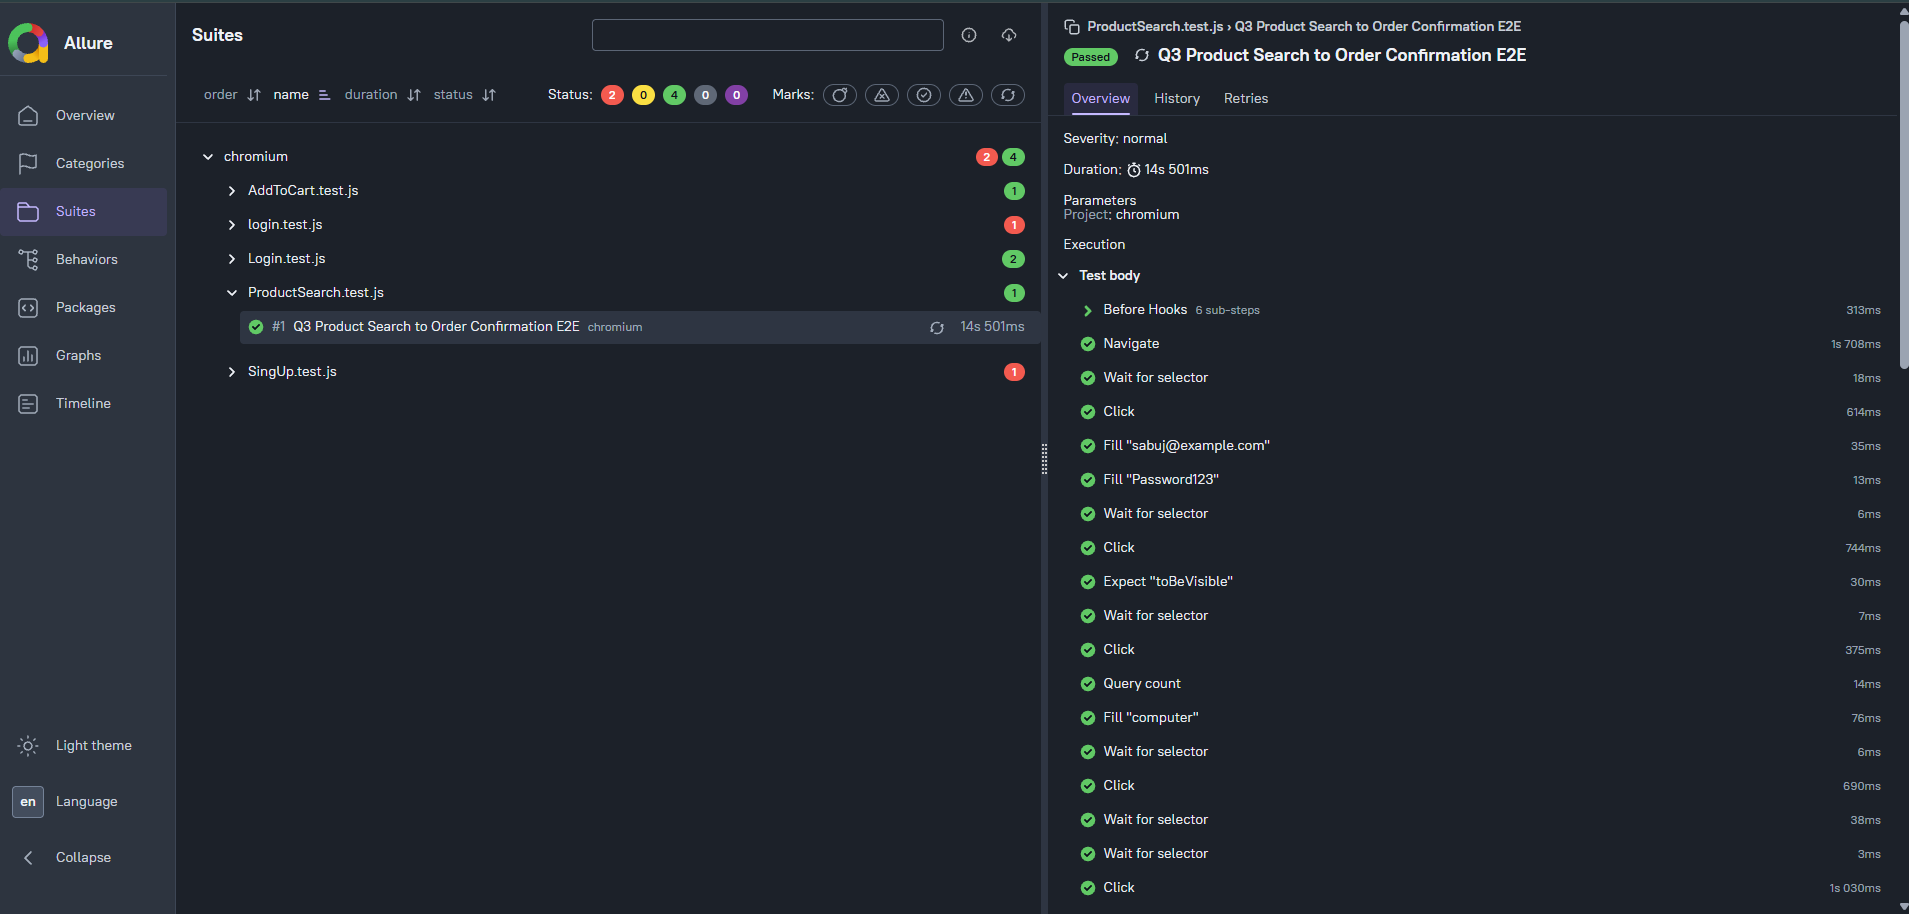 Allure
Overview
Categories
Suites
Behaviors
Packages
Graphs
Timeline
Light theme
en Language
Collapse
Suites
order name duration status Status: 2 0 4 0 0 Marks:
chromium 2 4
AddToCart.test.js 1
login.test.js 1
Login.test.js 2
ProductSearch.test.js 1
#1 Q3 Product Search to Order Confirmation E2E chromium 14s 501ms
SingUp.test.js 1
ProductSearch.test.js › Q3 Product Search to Order Confirmation E2E
Passed Q3 Product Search to Order Confirmation E2E
Overview History Retries
Severity: normal
Duration: 14s 501ms
Parameters
Project: chromium
Execution
Test body
Before Hooks 6 sub-steps 313ms
Navigate 1s 708ms
Wait for selector 18ms
Click 614ms
Fill "sabuj@example.com" 35ms
Fill "Password123" 13ms
Wait for selector 6ms
Click 744ms
Expect "toBeVisible" 30ms
Wait for selector 7ms
Click 375ms
Query count 14ms
Fill "computer" 76ms
Wait for selector 6ms
Click 690ms
Wait for selector 38ms
Wait for selector 3ms
Click 1s 030ms